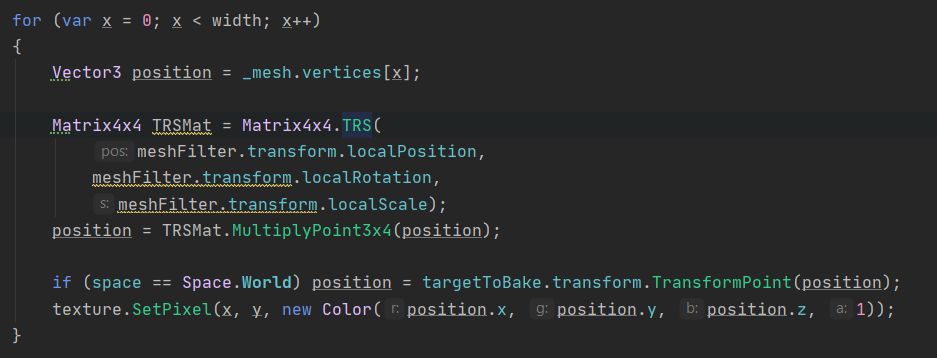 for (var x = 0; x < width; x++)
{
    Vector3 position = _mesh.vertices[x];

    Matrix4x4 TRSMat = Matrix4x4.TRS(
        pos: meshFilter.transform.localPosition,
        meshFilter.transform.localRotation,
        s: meshFilter.transform.localScale);
    position = TRSMat.MultiplyPoint3x4(position);

    if (space == Space.World) position = targetToBake.transform.TransformPoint(position);
    texture.SetPixel(x, y, new Color( r: position.x, g: position.y, b: position.z, a: 1));
}